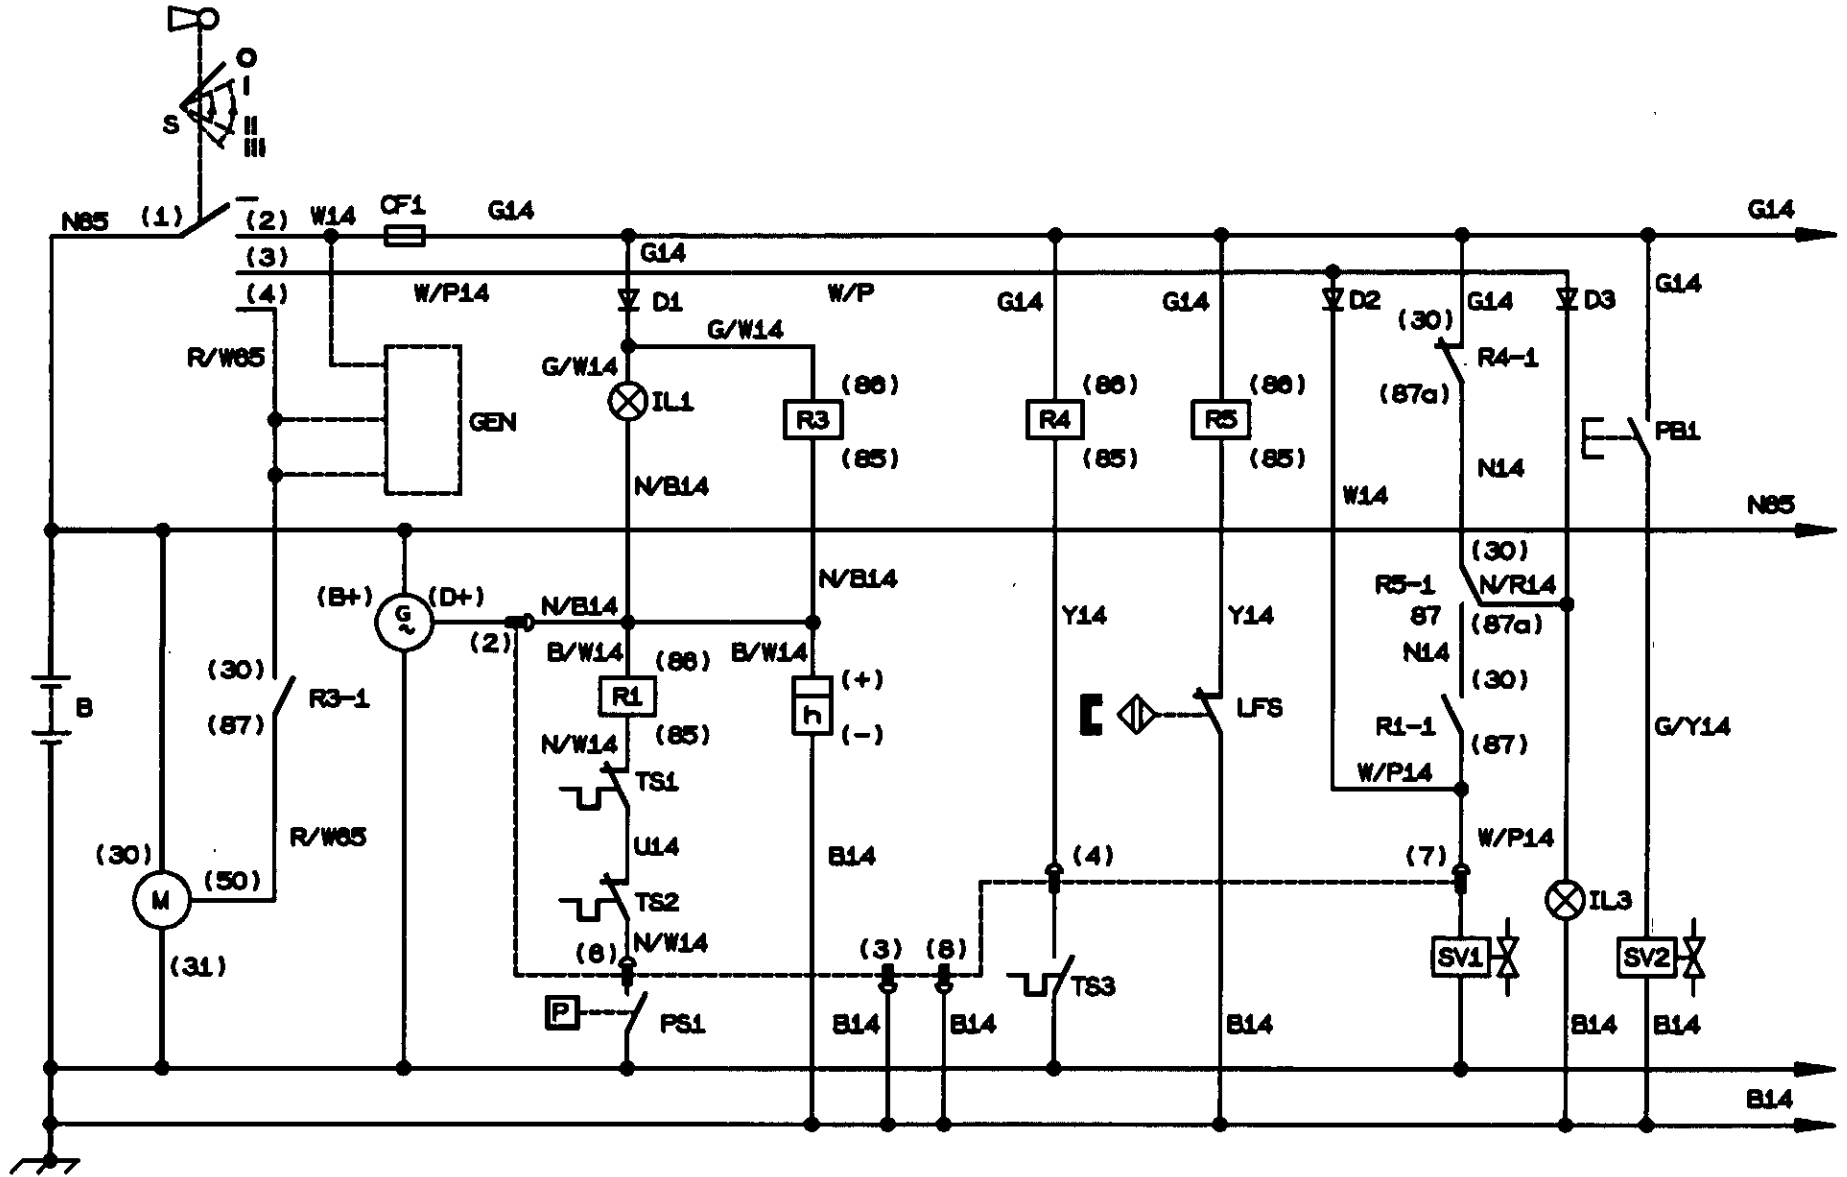 O
I
S
II
III
N65 (1) (2) W14 CF1 G14 G14
(3) G14
(4) W/P14 W/P G14 G14 D2 G14 D3 G14
D1 (30)
R/W65 G/W14 R4-1
G/W14 (86) (86) (86) (87a)
IL1
GEN R3 R4 R5 PB1
(85) (85) (85) N14
N/B14 W14 N65
(30)
N/B14 R5-1 N/R14
(B+) G (D+) N/B14 Y14 Y14 87 (87a)
(2) B/W14 (86) B/W14 N14
(30) R3-1 R1 (+) (30)
B h LFS
(87) (85) (-) R1-1 G/Y14
N/W14 (87)
TS1 W/P14
R/W65 U14 B14 W/P14
(30) (4) (7)
(50)
M TS2 IL3
(6) N/W14 (3) (8) SV1 SV2
(31) TS3
P PS1 B14 B14 B14 B14 B14
B14